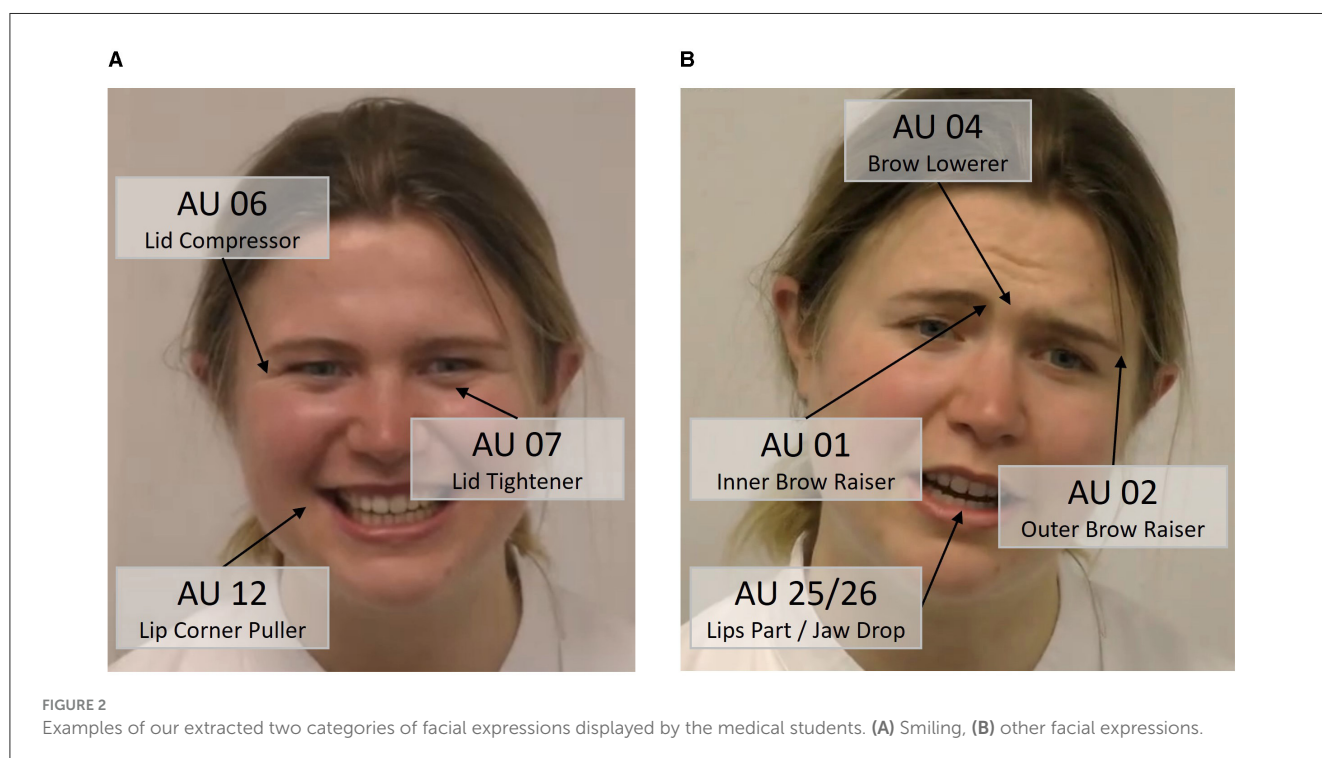 A
B
AU 04
Brow Lowerer
AU 06
Lid Compressor
AU 07
Lid Tightener
AU 01
Inner Brow Raiser
AU 02
Outer Brow Raiser
AU 12
Lip Corner Puller
AU 25/26
Lips Part / Jaw Drop
FIGURE 2
Examples of our extracted two categories of facial expressions displayed by the medical students. (A) Smiling, (B) other facial expressions.